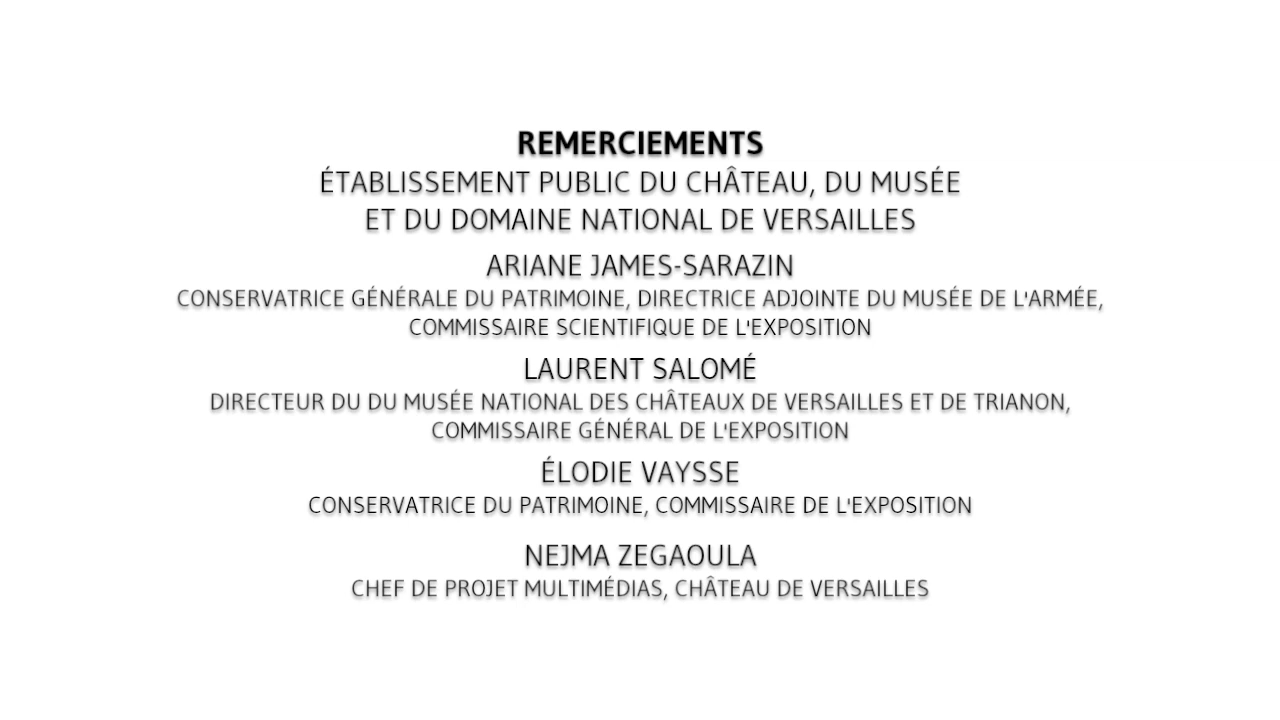 REMERCIEMENTS
ÉTABLISSEMENT PUBLIC DU CHÂTEAU, DU MUSÉE
ET DU DOMAINE NATIONAL DE VERSAILLES
ARIANE JAMES-SARAZIN
CONSERVATRICE GÉNÉRALE DU PATRIMOINE, DIRECTRICE ADJOINTE DU MUSÉE DE L'ARMÉE,
COMMISSAIRE SCIENTIFIQUE DE L'EXPOSITION
LAURENT SALOMÉ
DIRECTEUR DU DU MUSÉE NATIONAL DES CHÂTEAUX DE VERSAILLES ET DE TRIANON,
COMMISSAIRE GÉNÉRAL DE L'EXPOSITION
ÉLODIE VAYSSE
CONSERVATRICE DU PATRIMOINE, COMMISSAIRE DE L'EXPOSITION
NEJMA ZEGAOULA
CHEF DE PROJET MULTIMÉDIAS, CHÂTEAU DE VERSAILLES